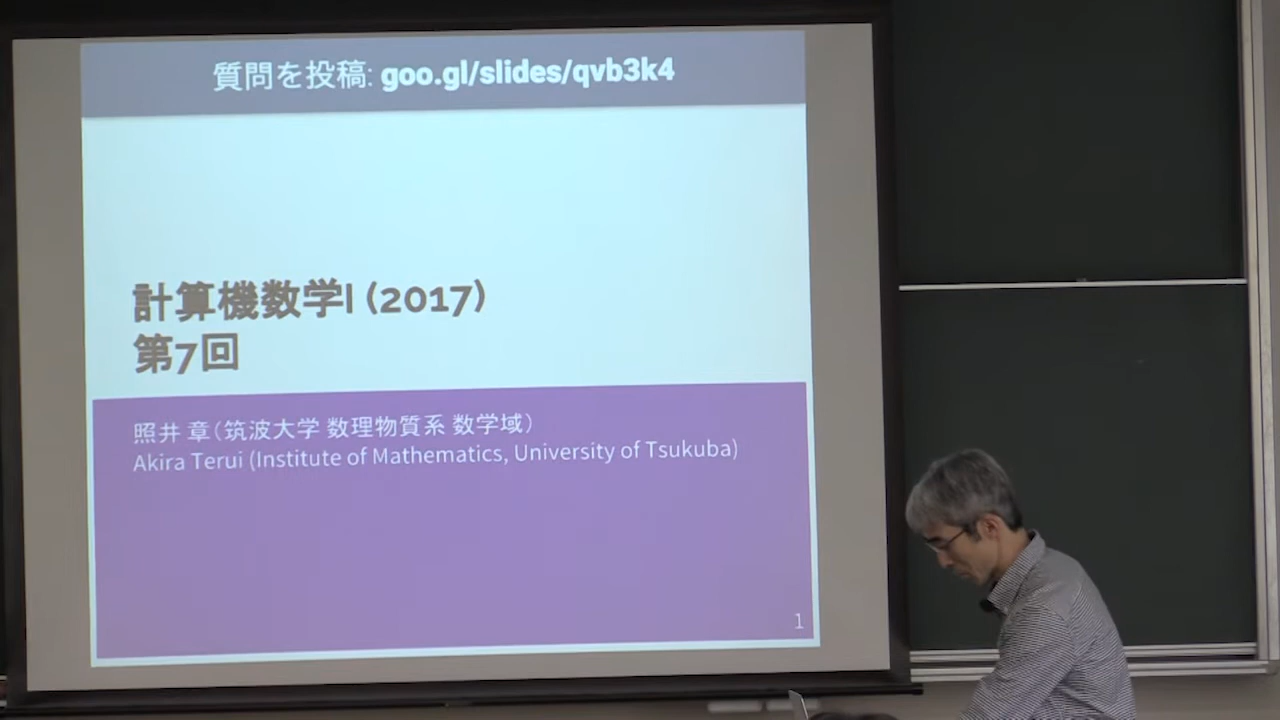 質問を投稿: goo.gl/slides/qvb3k4
計算機数学I (2017)
第7回
照井 章（筑波大学 数理物質系 数学域）
Akira Terui (Institute of Mathematics, University of Tsukuba)
1